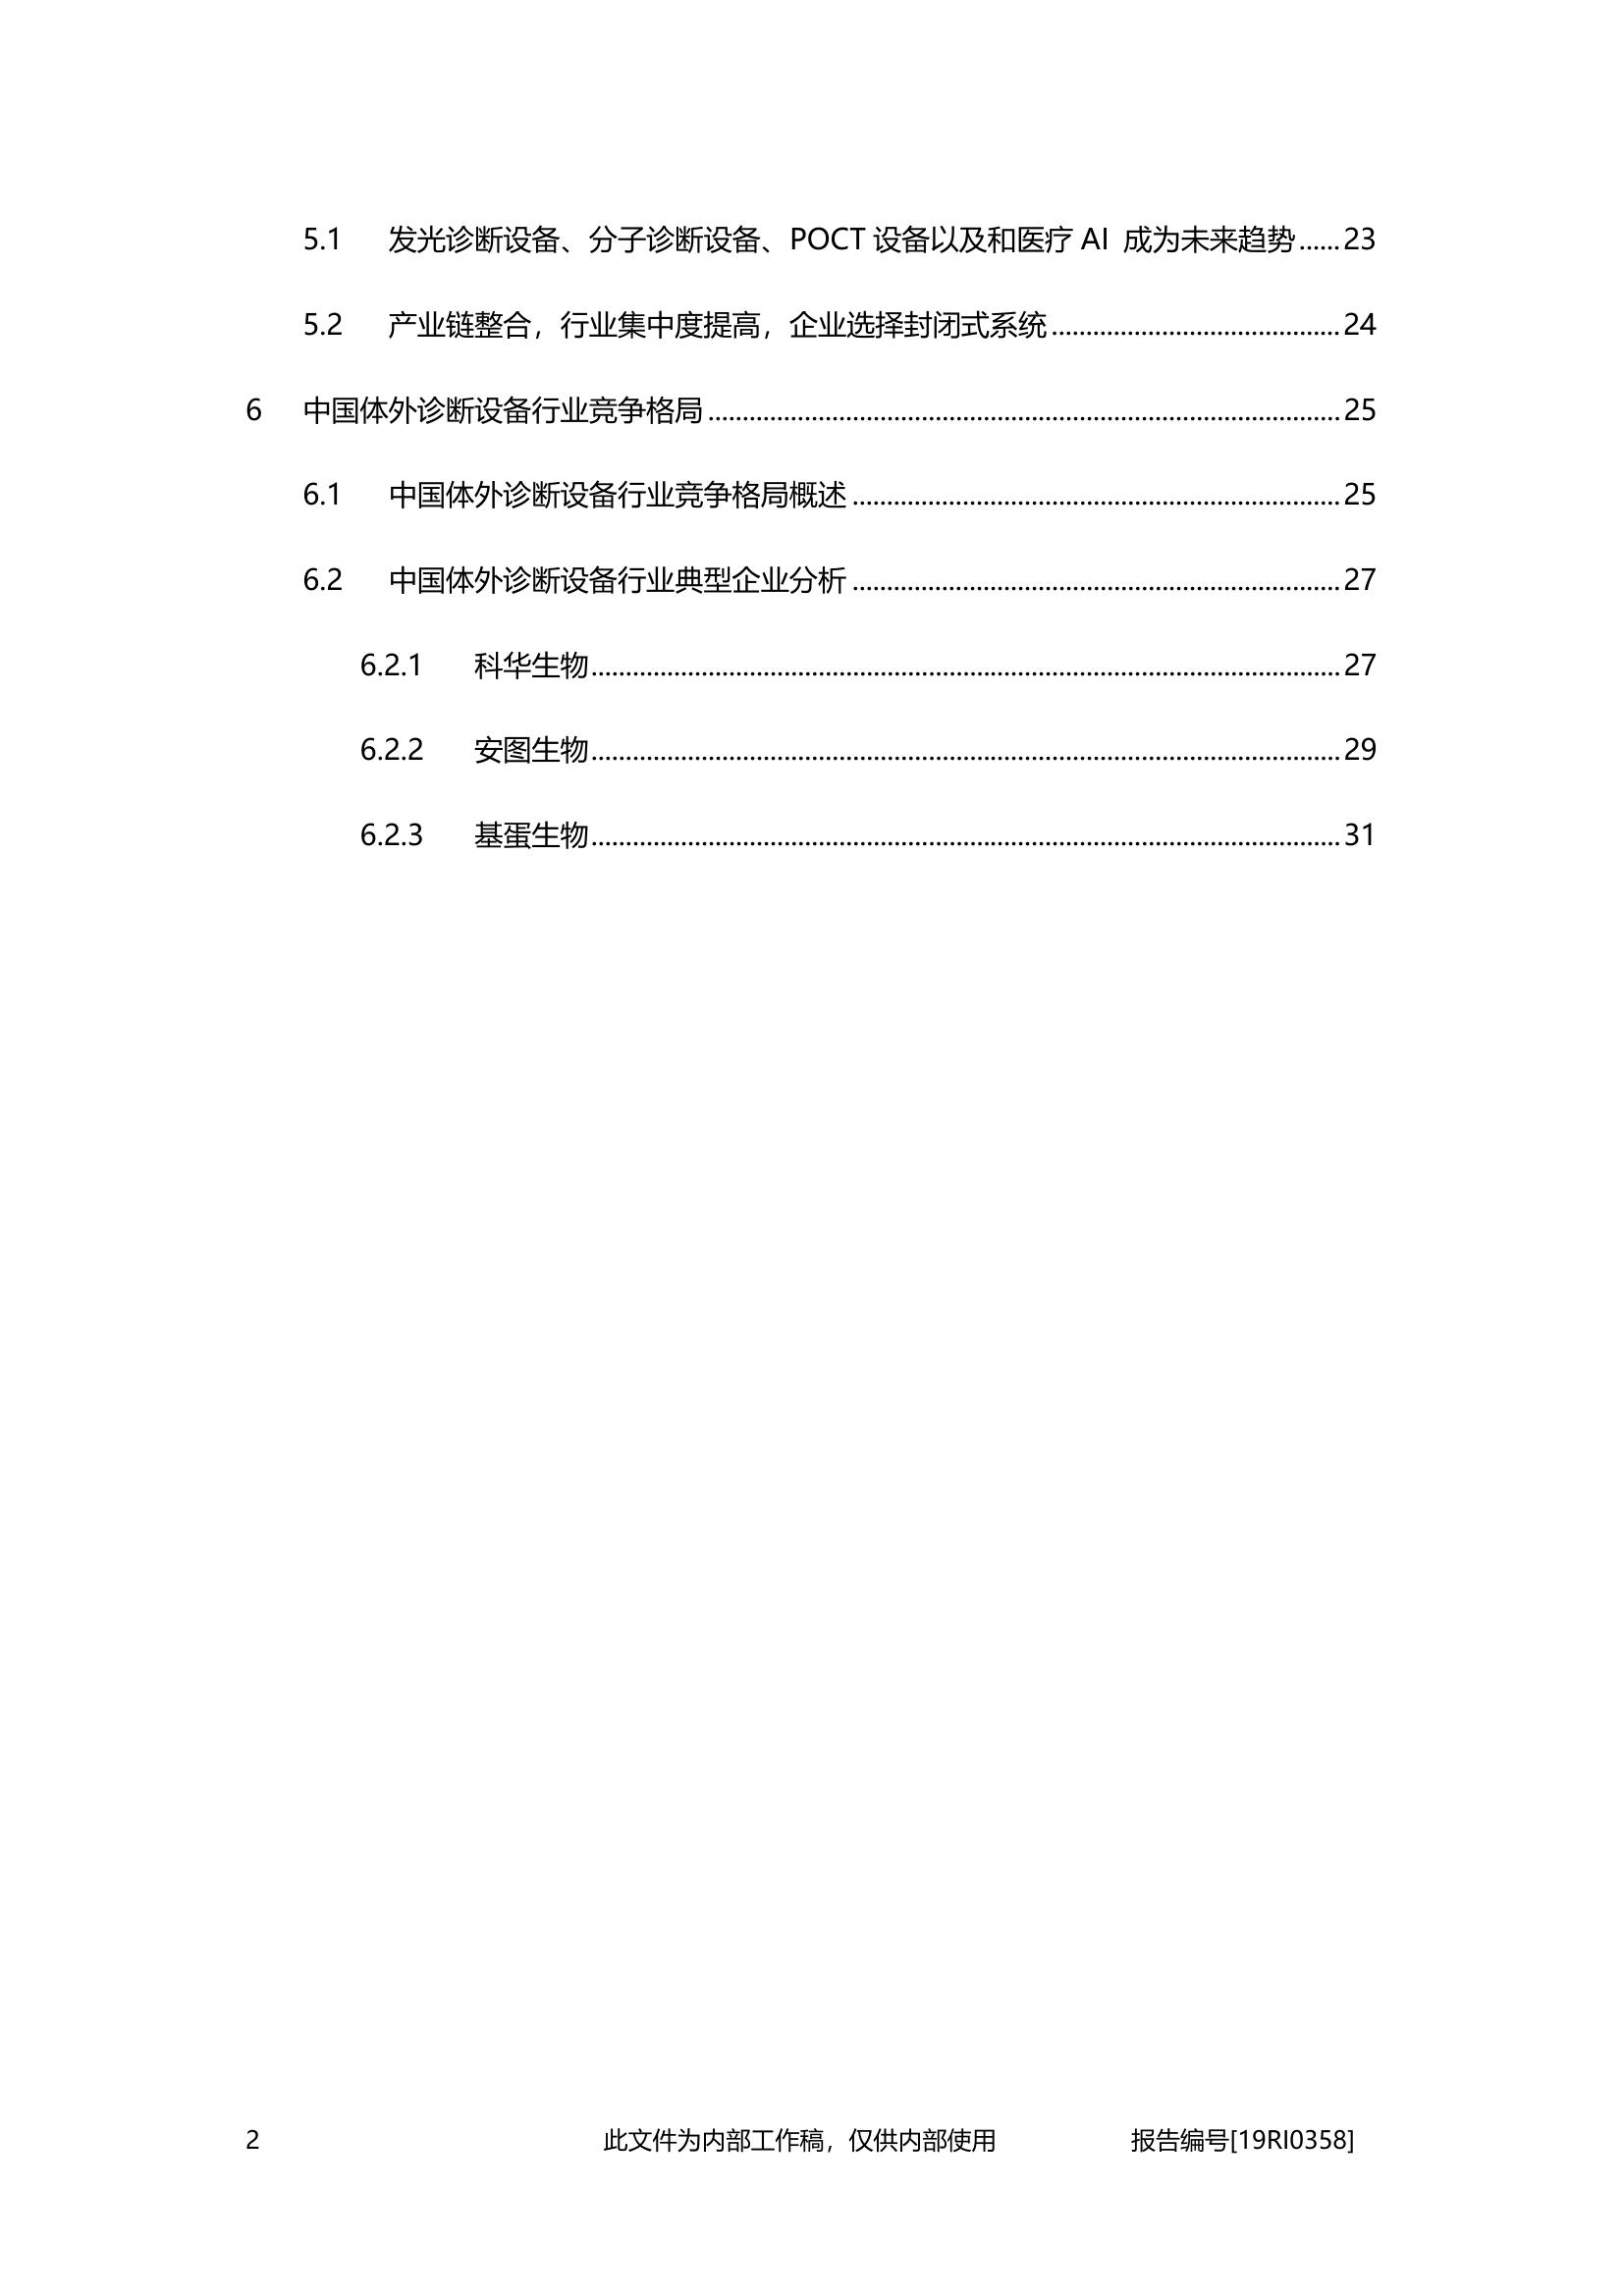 5.1 发光诊断设备、分子诊断设备、POCT 设备以及和医疗 AI 成为未来趋势......23
5.2 产业链整合，行业集中度提高，企业选择封闭式系统..........................................24
6 中国体外诊断设备行业竞争格局............................................................................................25
6.1 中国体外诊断设备行业竞争格局概述.......................................................................25
6.2 中国体外诊断设备行业典型企业分析.......................................................................27
6.2.1 科华生物.............................................................................................................27
6.2.2 安图生物.............................................................................................................29
6.2.3 基蛋生物.............................................................................................................31
2 此文件为内部工作稿，仅供内部使用 报告编号[19RI0358]